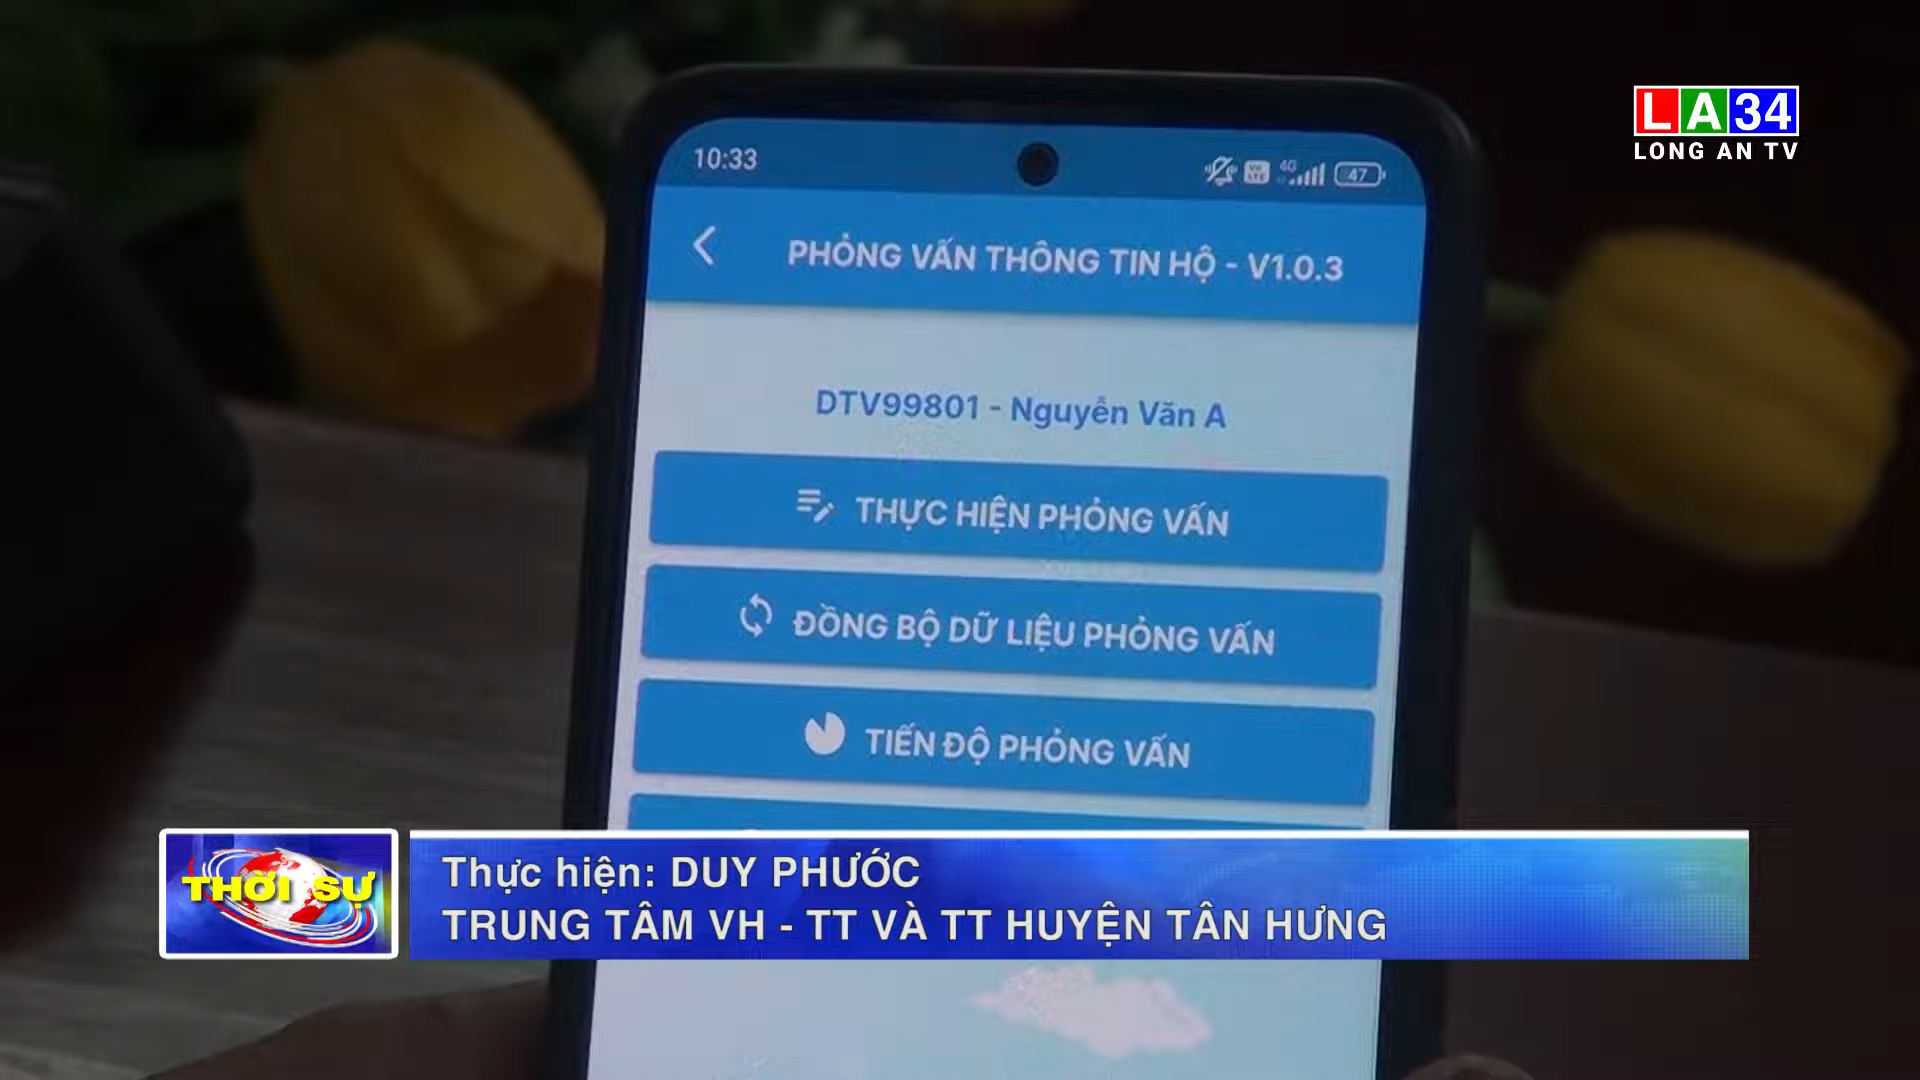 LA34
LONG AN TV
10:33
4G
47
PHỎNG VẤN THÔNG TIN HỘ - V1.0.3
DTV99801 - Nguyễn Văn A
THỰC HIỆN PHỎNG VẤN
ĐỒNG BỘ DỮ LIỆU PHỎNG VẤN
TIẾN ĐỘ PHỎNG VẤN
THỜI SỰ
Thực hiện: DUY PHƯỚC
TRUNG TÂM VH - TT VÀ TT HUYỆN TÂN HƯNG